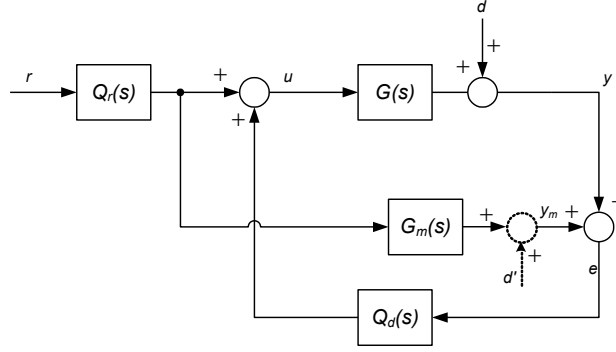 d
+
r
Qr(s)
+
u
G(s)
+
y
+
Gm(s)
+
ym
+
+
d'
e
Qd(s)